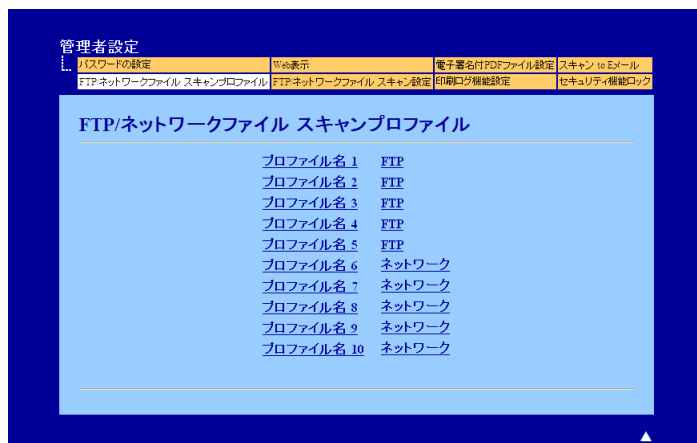 管理者設定
パスワードの設定 Web表示 電子署名付PDFファイル設定 スキャン to Eメール
FTP/ネットワークファイル スキャンプロファイル FTP/ネットワークファイル スキャン設定 印刷ログ機能設定 セキュリティ機能ロック
FTP/ネットワークファイル スキャンプロファイル
プロファイル名 1 FTP
プロファイル名 2 FTP
プロファイル名 3 FTP
プロファイル名 4 FTP
プロファイル名 5 FTP
プロファイル名 6 ネットワーク
プロファイル名 7 ネットワーク
プロファイル名 8 ネットワーク
プロファイル名 9 ネットワーク
プロファイル名 10 ネットワーク